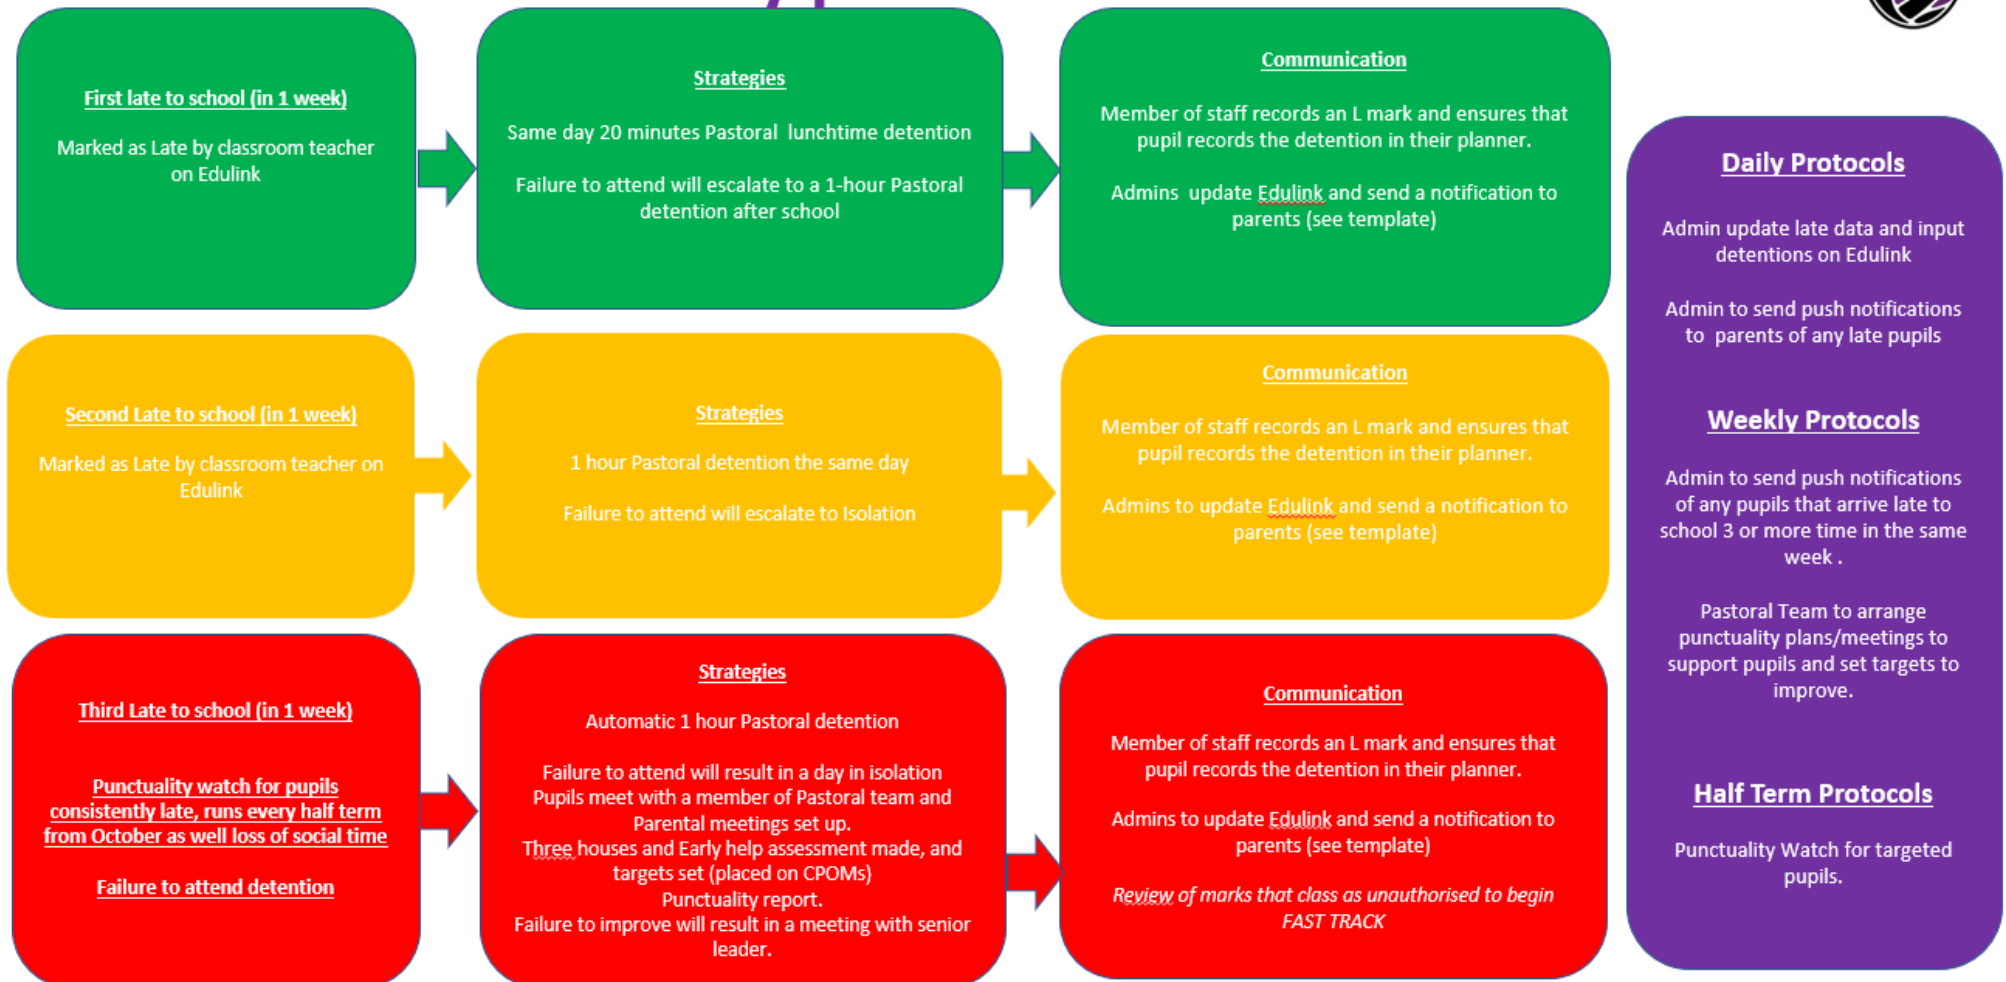 First late to school (in 1 week)
Marked as Late by classroom teacher
on Edulink
Strategies
Same day 20 minutes Pastoral  lunchtime detention
Failure to attend will escalate to a 1-hour Pastoral
detention after school
Communication
Member of staff records an L mark and ensures that
pupil records the detention in their planner.
Admins  update Edulink and send a notification to
parents (see template)
Second Late to school (in 1 week)
Marked as Late by classroom teacher on
Edulink
Strategies
1 hour Pastoral detention the same day
Failure to attend will escalate to Isolation
Communication
Member of staff records an L mark and ensures that
pupil records the detention in their planner.
Admins to update Edulink and send a notification to
parents (see template)
Third Late to school (in 1 week)
Punctuality watch for pupils
consistently late, runs every half term
from October as well loss of social time
Failure to attend detention
Strategies
Automatic 1 hour Pastoral detention
Failure to attend will result in a day in isolation
Pupils meet with a member of Pastoral team and
Parental meetings set up.
Three houses and Early help assessment made, and
targets set (placed on CPOMs)
Punctuality report.
Failure to improve will result in a meeting with senior
leader.
Communication
Member of staff records an L mark and ensures that
pupil records the detention in their planner.
Admins to update Edulink and send a notification to
parents (see template)
Review of marks that class as unauthorised to begin
FAST TRACK
Daily Protocols
Admin update late data and input
detentions on Edulink
Admin to send push notifications
to  parents of any late pupils
Weekly Protocols
Admin to send push notifications
of any pupils that arrive late to
school 3 or more time in the same
week .
Pastoral Team to arrange
punctuality plans/meetings to
support pupils and set targets to
improve.
Half Term Protocols
Punctuality Watch for targeted
pupils.